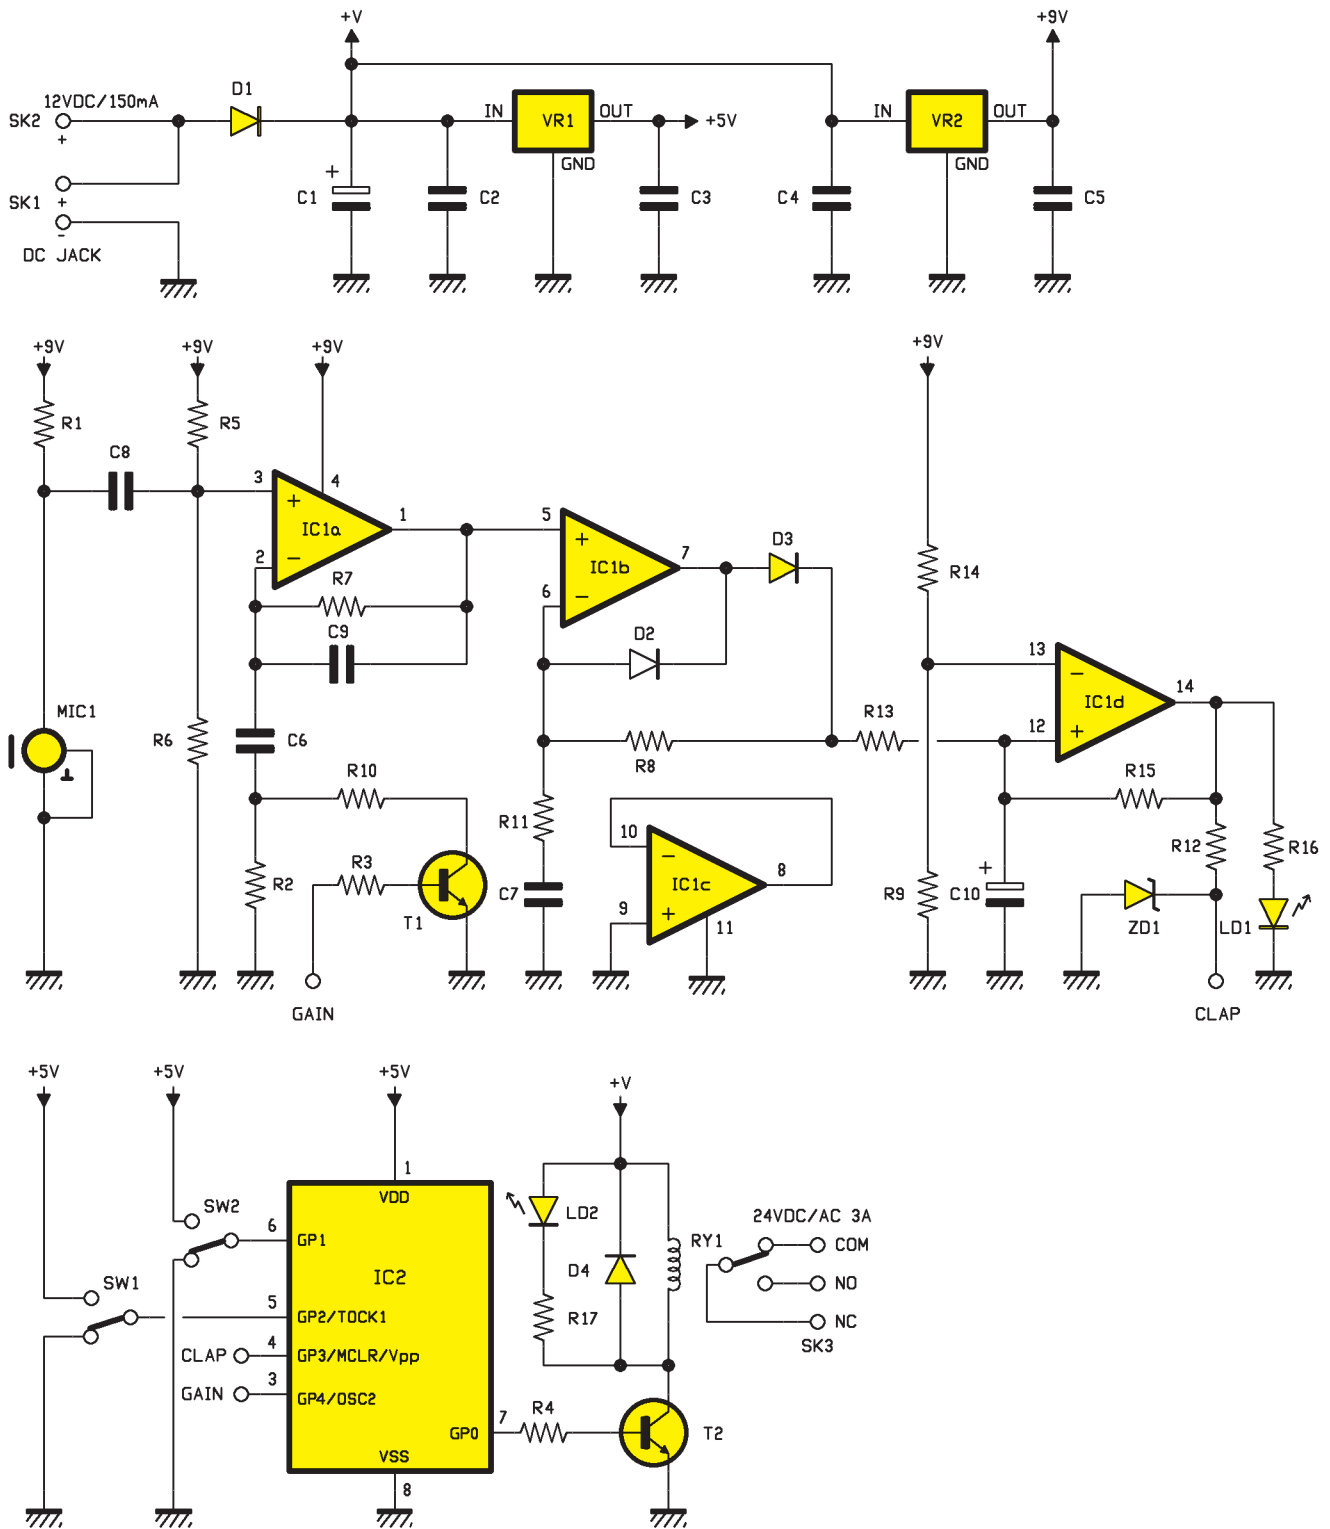 +V
+9V
12VDC/150mA
D1
SK2
+
IN
VR1
OUT
+5V
IN
VR2
OUT
GND
GND
+
C1
C2
C3
C4
C5
SK1
+
-
DC JACK
+9V
+9V
+9V
+9V
R1
R5
C8
3
4
+
IC1a
1
2
-
5
+
IC1b
7
D3
6
-
R7
C9
D2
R14
13
-
IC1d
14
12
+
MIC1
R6
C6
R8
R13
R10
R15
R11
10
-
IC1c
8
9
+
11
R12
R16
R3
R2
T1
C7
R9
+
C10
ZD1
LD1
GAIN
CLAP
+5V
+5V
+5V
+V
1
VDD
SW2
6
GP1
IC2
LD2
RY1
24VDC/AC 3A
COM
D4
NO
SW1
5
GP2/TOCK1
R17
NC
SK3
CLAP
4
GP3/MCLR/Vpp
GAIN
3
GP4/OSC2
GP0
7
R4
T2
VSS
8